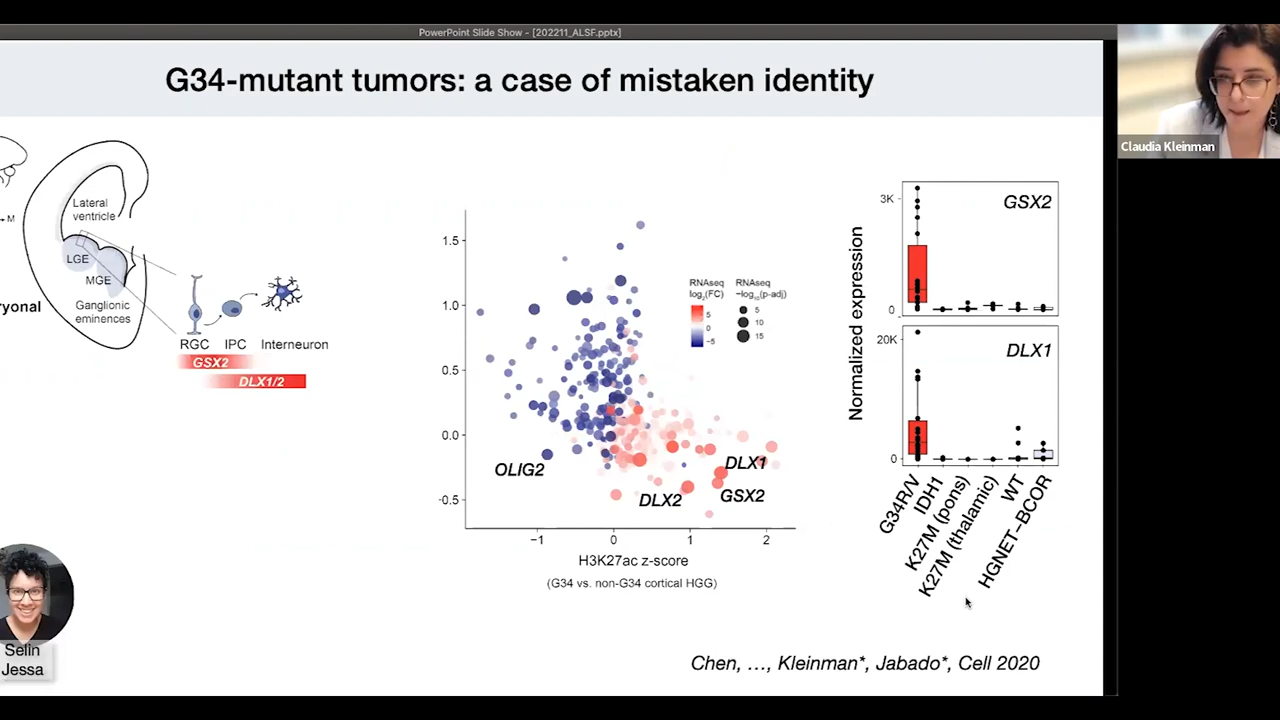 PowerPoint Slide Show - [202211_ALSF.pptx]
G34-mutant tumors: a case of mistaken identity
Claudia Kleinman
M
Lateral
ventricle
LGE
MGE
Ganglionic
eminences
RGC
IPC
Interneuron
GSX2
DLX1/2
1.5
1.0
0.5
0.0
-0.5
−1
0
1
2
OLIG2
DLX2
DLX1
GSX2
RNAseq
log2(FC)
5
0
−5
RNAseq
−log10(p-adj)
5
10
15
H3K27ac z-score
(G34 vs. non-G34 cortical HGG)
Normalized expression
3K
0
GSX2
20K
0
DLX1
G34R/V
IDH1
K27M (pons)
K27M (thalamic)
WT
HGNET−BCOR
Selin
Jessa
Chen, …, Kleinman*, Jabado*, Cell 2020